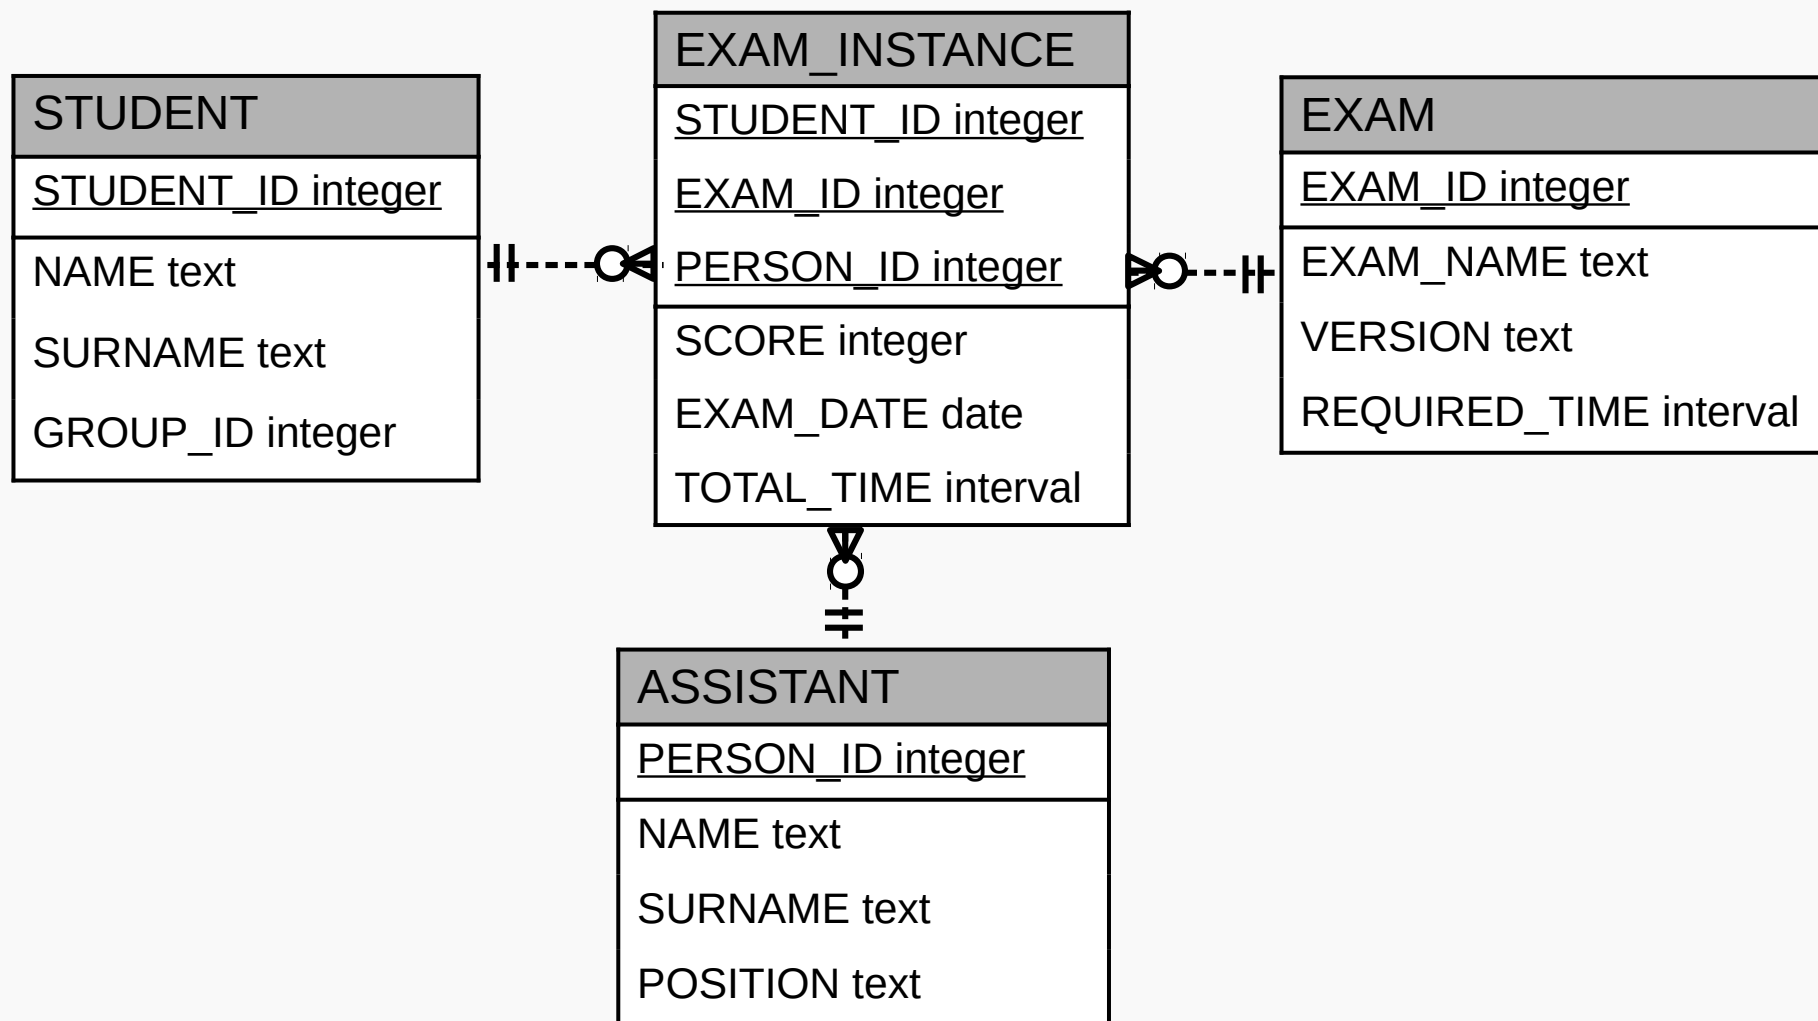 STUDENT
STUDENT_ID integer
NAME text
SURNAME text
GROUP_ID integer
EXAM_INSTANCE
STUDENT_ID integer
EXAM_ID integer
PERSON_ID integer
SCORE integer
EXAM_DATE date
TOTAL_TIME interval
EXAM
EXAM_ID integer
EXAM_NAME text
VERSION text
REQUIRED_TIME interval
ASSISTANT
PERSON_ID integer
NAME text
SURNAME text
POSITION text